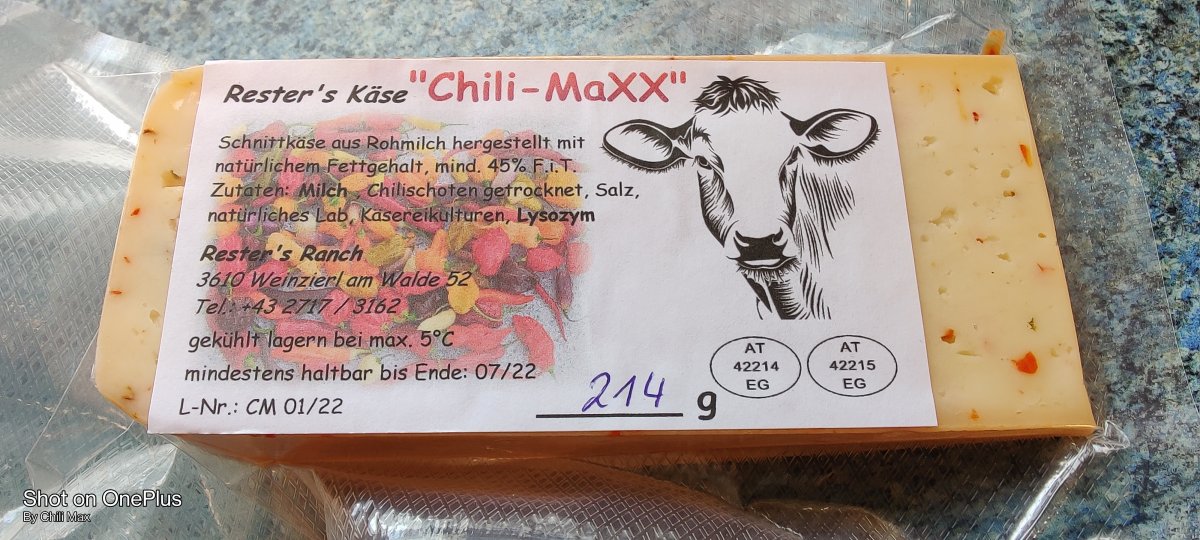 Rester's Käse "Chili-MaXX"
Schnittkäse aus Rohmilch hergestellt mit
natürlichem Fettgehalt, mind. 45% F.i.T.
Zutaten: Milch , Chilischoten getrocknet, Salz,
natürliches Lab, Käsereikulturen, Lysozym
Rester's Ranch
3610 Weinzierl am Walde 52
Tel.: +43 2717 / 3162
gekühlt lagern bei max. 5°C
mindestens haltbar bis Ende: 07/22
L-Nr.: CM 01/22
214 g
AT
42214
EG
AT
42215
EG
Shot on OnePlus
By Chili Max